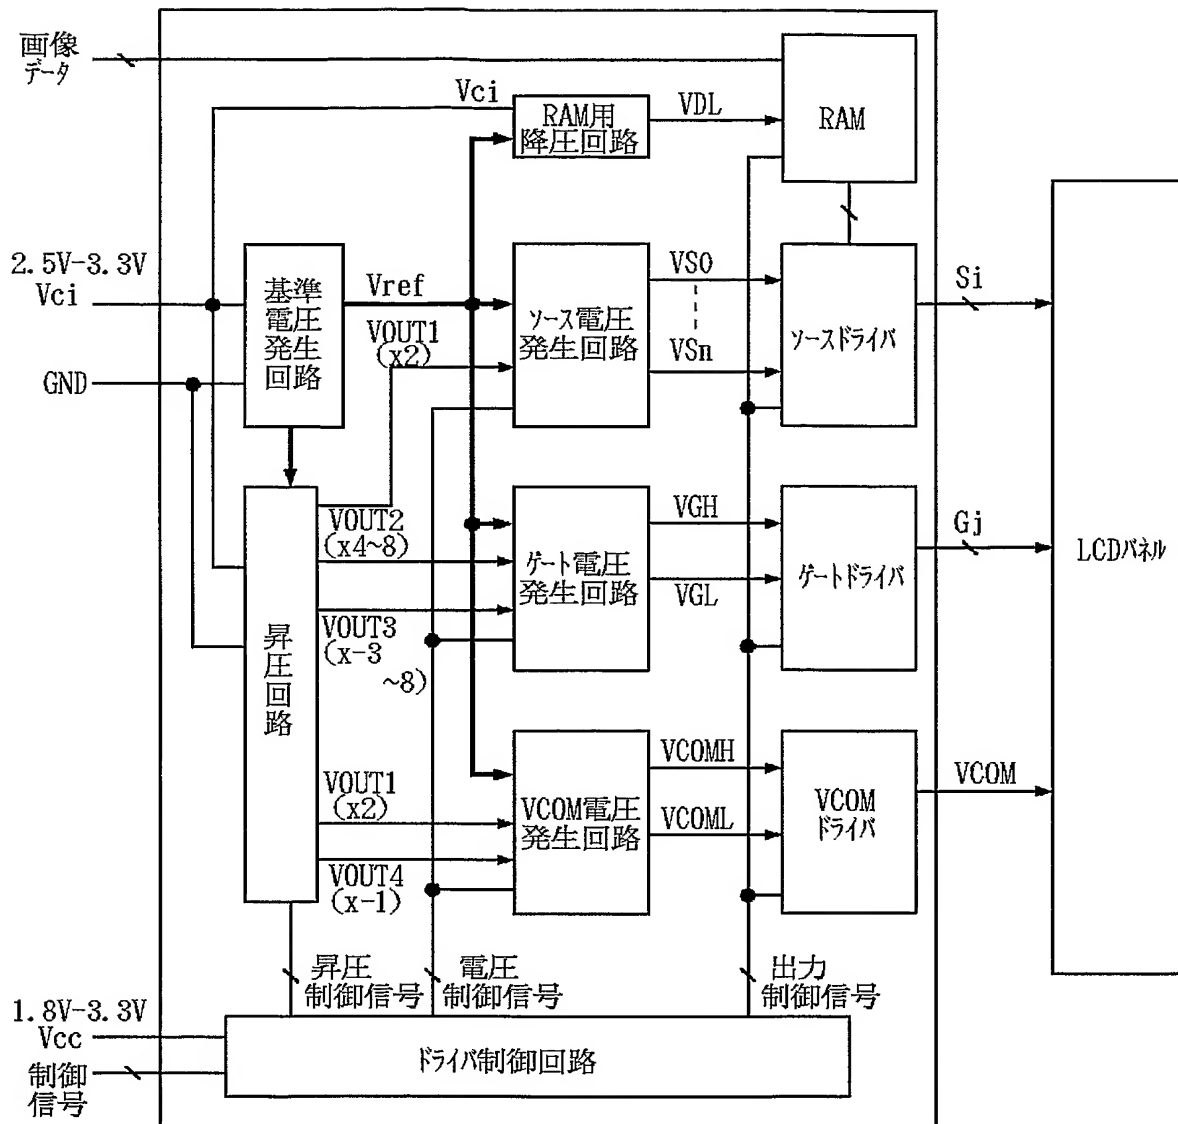 画像
データ
Vci
RAM用
降圧回路
VDL
RAM
2.5V-3.3V
Vci
GND
基準
電圧
発生
回路
Vref
VOUT1
(x2)
ソース電圧
発生回路
VS0
VSn
ソースドライバ
Si
VOUT2
(x4~8)
VOUT3
(x-3
~8)
ゲート電圧
発生回路
VGH
VGL
ゲートドライバ
Gj
LCDパネル
昇
圧
回
路
VOUT1
(x2)
VOUT4
(x-1)
VCOM電圧
発生回路
VCOMH
VCOML
VCOM
ドライバ
VCOM
昇圧
制御信号
電圧
制御信号
出力
制御信号
1.8V-3.3V
Vcc
制御
信号
ドライバ制御回路